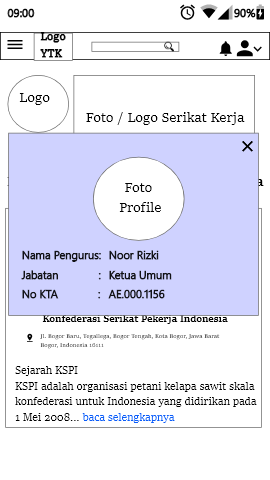 09:00
90%
Logo
YTK
Logo
Foto / Logo Serikat Kerja
Foto
Profile
Nama Pengurus: Noor Rizki
Jabatan : Ketua Umum
No KTA : AE.000.1156
Konfederasi Serikat Pekerja Indonesia
Jl. Bogor Baru, Tegallega, Bogor Tengah, Kota Bogor, Jawa Barat
Bogor, Indonesia 16111
Sejarah KSPI
KSPI adalah organisasi petani kelapa sawit skala
konfederasi untuk Indonesia yang didirikan pada
1 Mei 2008... baca selengkapnya